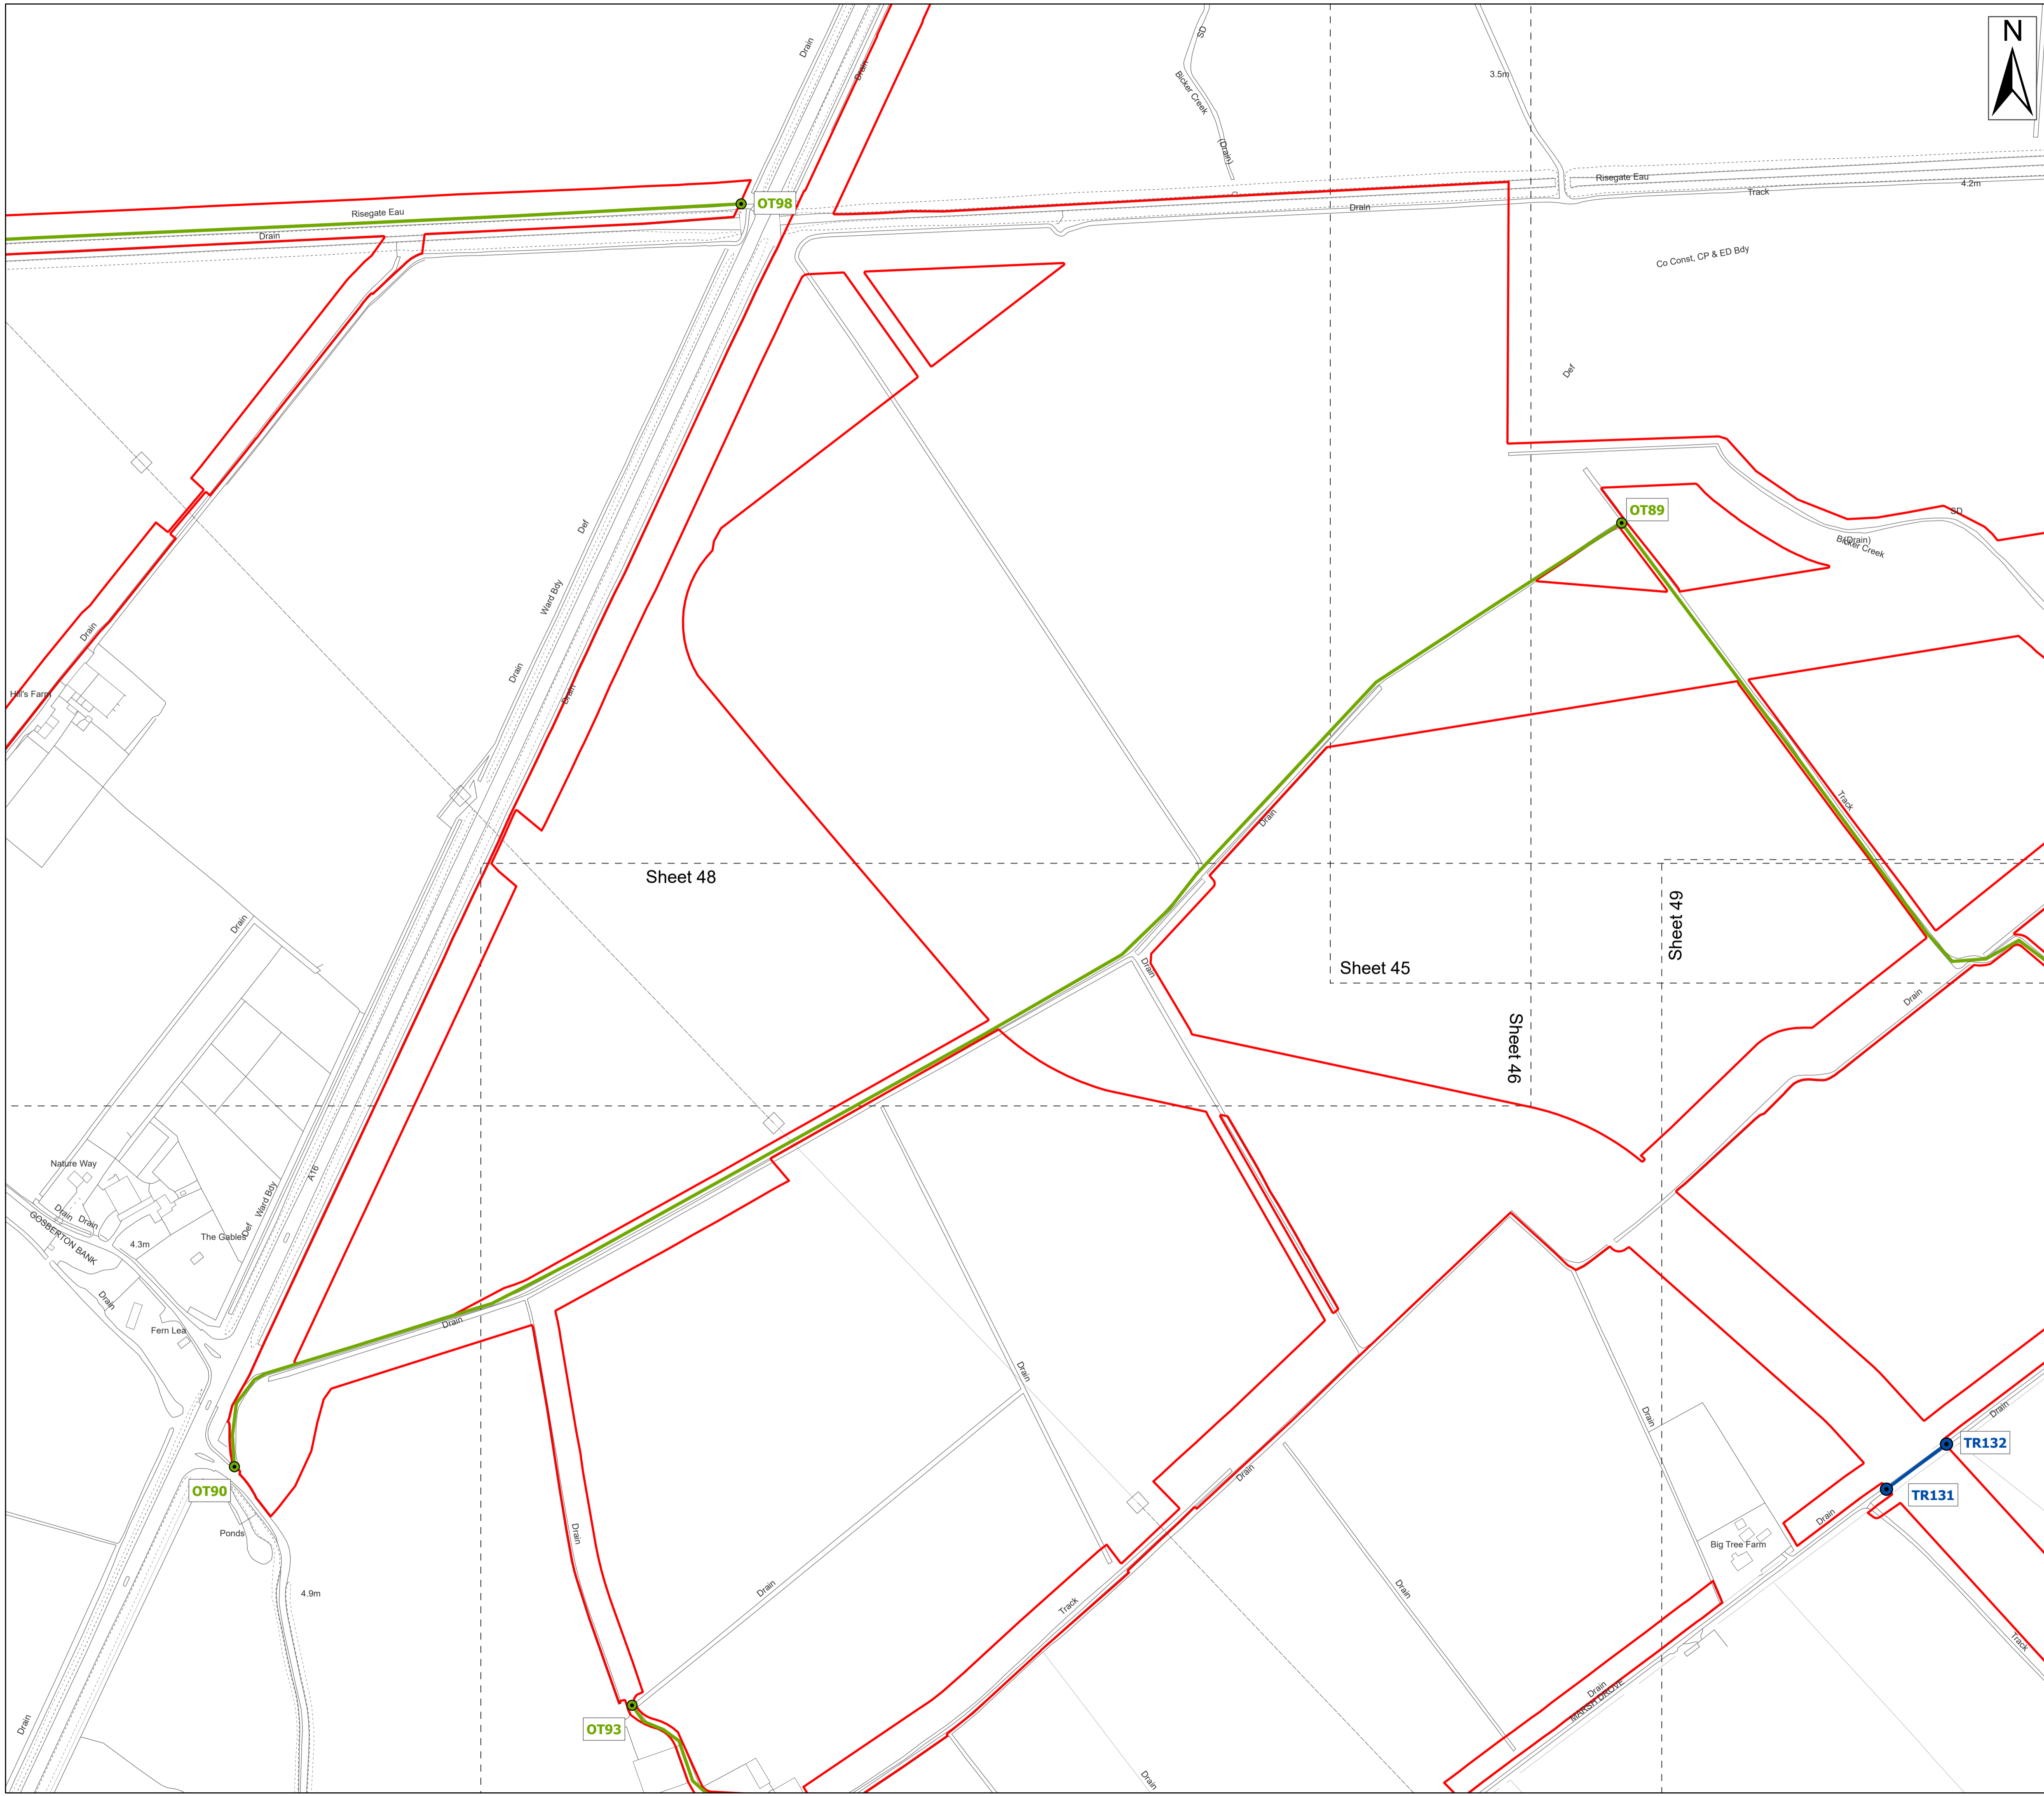 N
Drain
Drain
SD
Bicker Creek
(Drain)
3.5m
Risegate Eau
Track
4.2m
OT98
Risegate Eau
Drain
Drain
Co Const, CP & ED Bdy
Def
OT89
SD
(Drain)
Bicker Creek
Def
Ward Bdy
Drain
Hill's Farm
Drain
Drain
Track
Drain
Sheet 48
Sheet 49
Drain
Sheet 45
Drain
Drain
Sheet 46
Nature Way
A16
Ward Bdy
Def
Drain
Drain
GOSBERTON BANK
4.3m
The Gables
Drain
Fern Lea
Drain
Drain
Drain
Drain
TR132
OT90
Drain
TR131
Ponds
Drain
Drain
Big Tree Farm
4.9m
Drain
Track
Drain
Track
Drain
MARSH DROVE
Drain
OT93
Drain